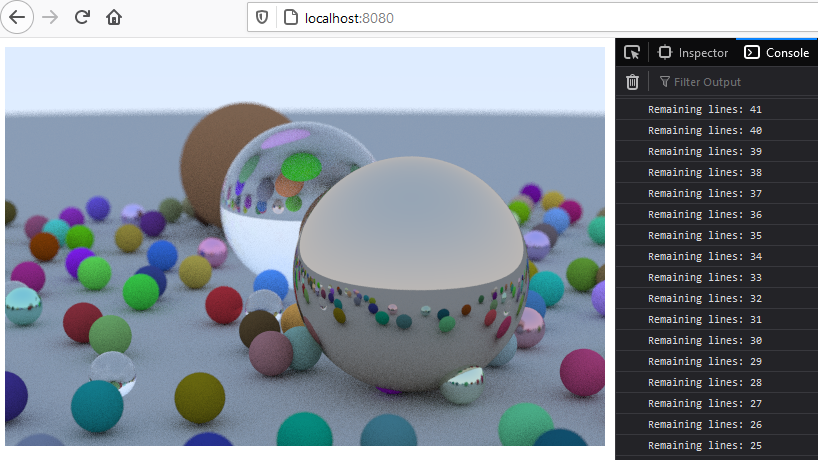 localhost:8080
Inspector
Console
Filter Output
Remaining lines: 41
Remaining lines: 40
Remaining lines: 39
Remaining lines: 38
Remaining lines: 37
Remaining lines: 36
Remaining lines: 35
Remaining lines: 34
Remaining lines: 33
Remaining lines: 32
Remaining lines: 31
Remaining lines: 30
Remaining lines: 29
Remaining lines: 28
Remaining lines: 27
Remaining lines: 26
Remaining lines: 25